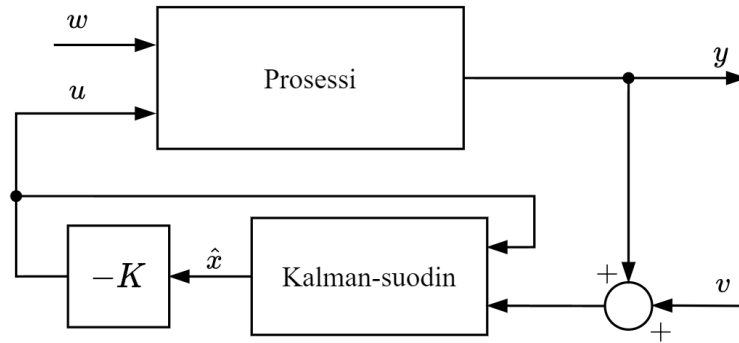 w
y
Prosessi
u
−K
x̂
Kalman-suodin
+
v
+